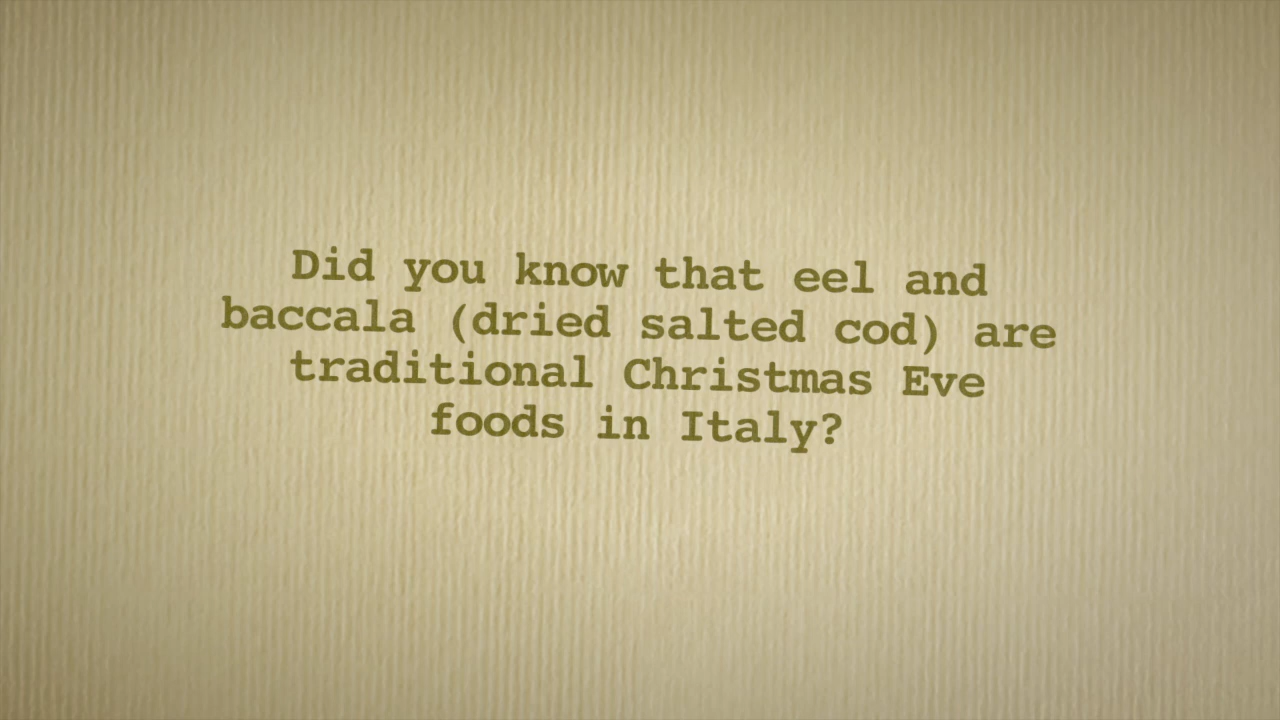 Did you know that eel and
baccala (dried salted cod) are
traditional Christmas Eve
foods in Italy?